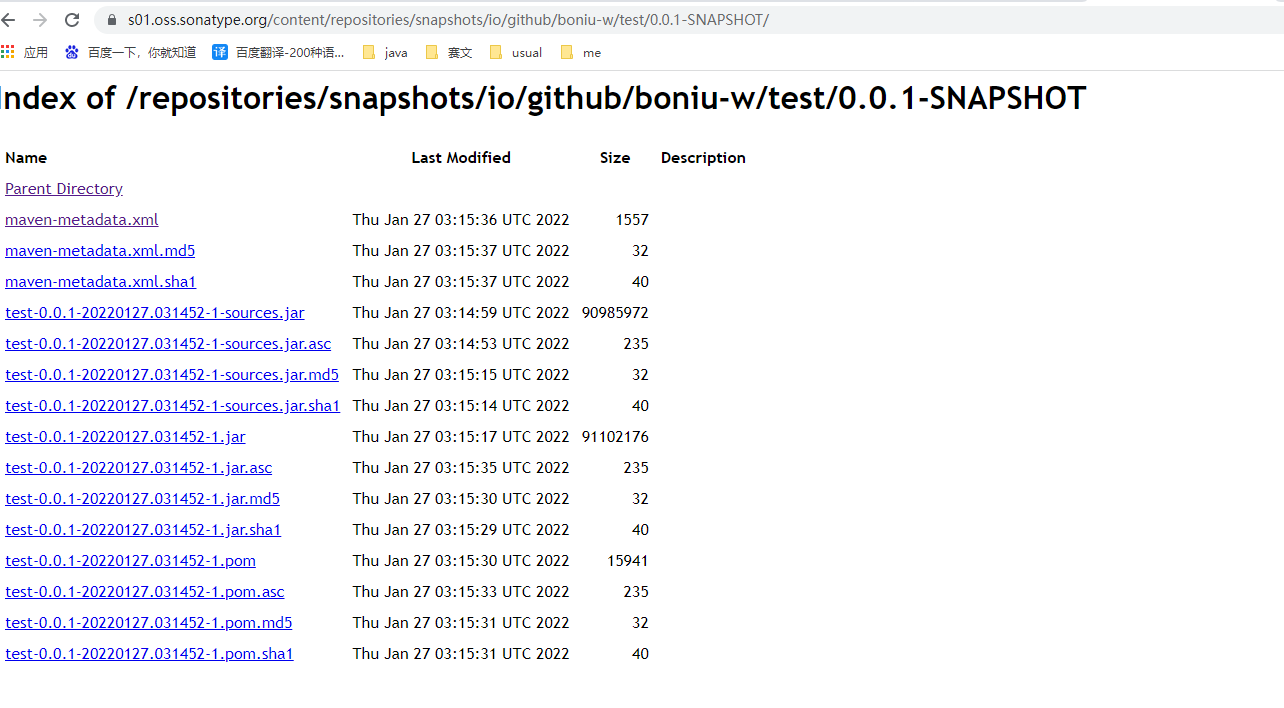 s01.oss.sonatype.org/content/repositories/snapshots/io/github/boniu-w/test/0.0.1-SNAPSHOT/
应用 百度一下，你就知道 译 百度翻译-200种语... java 赛文 usual me
Index of /repositories/snapshots/io/github/boniu-w/test/0.0.1-SNAPSHOT
Name Last Modified Size Description
Parent Directory
maven-metadata.xml Thu Jan 27 03:15:36 UTC 2022 1557
maven-metadata.xml.md5 Thu Jan 27 03:15:37 UTC 2022 32
maven-metadata.xml.sha1 Thu Jan 27 03:15:37 UTC 2022 40
test-0.0.1-20220127.031452-1-sources.jar Thu Jan 27 03:14:59 UTC 2022 90985972
test-0.0.1-20220127.031452-1-sources.jar.asc Thu Jan 27 03:14:53 UTC 2022 235
test-0.0.1-20220127.031452-1-sources.jar.md5 Thu Jan 27 03:15:15 UTC 2022 32
test-0.0.1-20220127.031452-1-sources.jar.sha1 Thu Jan 27 03:15:14 UTC 2022 40
test-0.0.1-20220127.031452-1.jar Thu Jan 27 03:15:17 UTC 2022 91102176
test-0.0.1-20220127.031452-1.jar.asc Thu Jan 27 03:15:35 UTC 2022 235
test-0.0.1-20220127.031452-1.jar.md5 Thu Jan 27 03:15:30 UTC 2022 32
test-0.0.1-20220127.031452-1.jar.sha1 Thu Jan 27 03:15:29 UTC 2022 40
test-0.0.1-20220127.031452-1.pom Thu Jan 27 03:15:30 UTC 2022 15941
test-0.0.1-20220127.031452-1.pom.asc Thu Jan 27 03:15:33 UTC 2022 235
test-0.0.1-20220127.031452-1.pom.md5 Thu Jan 27 03:15:31 UTC 2022 32
test-0.0.1-20220127.031452-1.pom.sha1 Thu Jan 27 03:15:31 UTC 2022 40